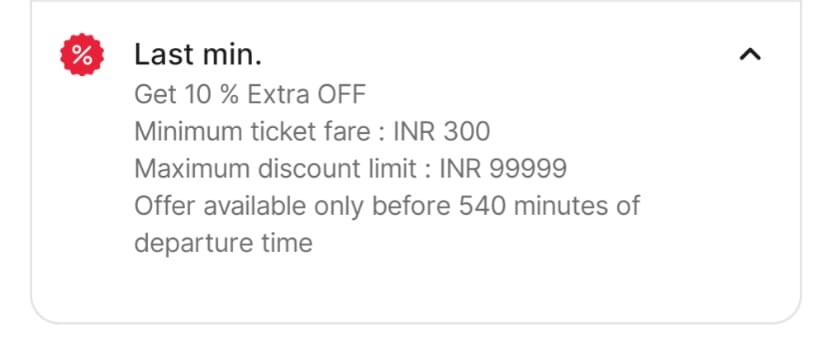 %
Last min.
Get 10 % Extra OFF
Minimum ticket fare : INR 300
Maximum discount limit : INR 99999
Offer available only before 540 minutes of
departure time